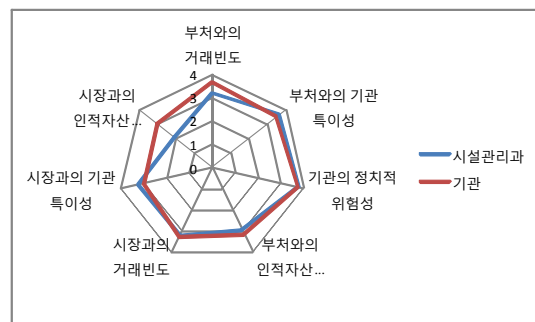 부처와의
거래빈도
부처와의 기관
특이성
기관의 정치적
위험성
부처와의
인적자산...
시장과의
거래빈도
시장과의 기관
특이성
시장과의
인적자산...
4
3
2
1
0
시설관리과
기관